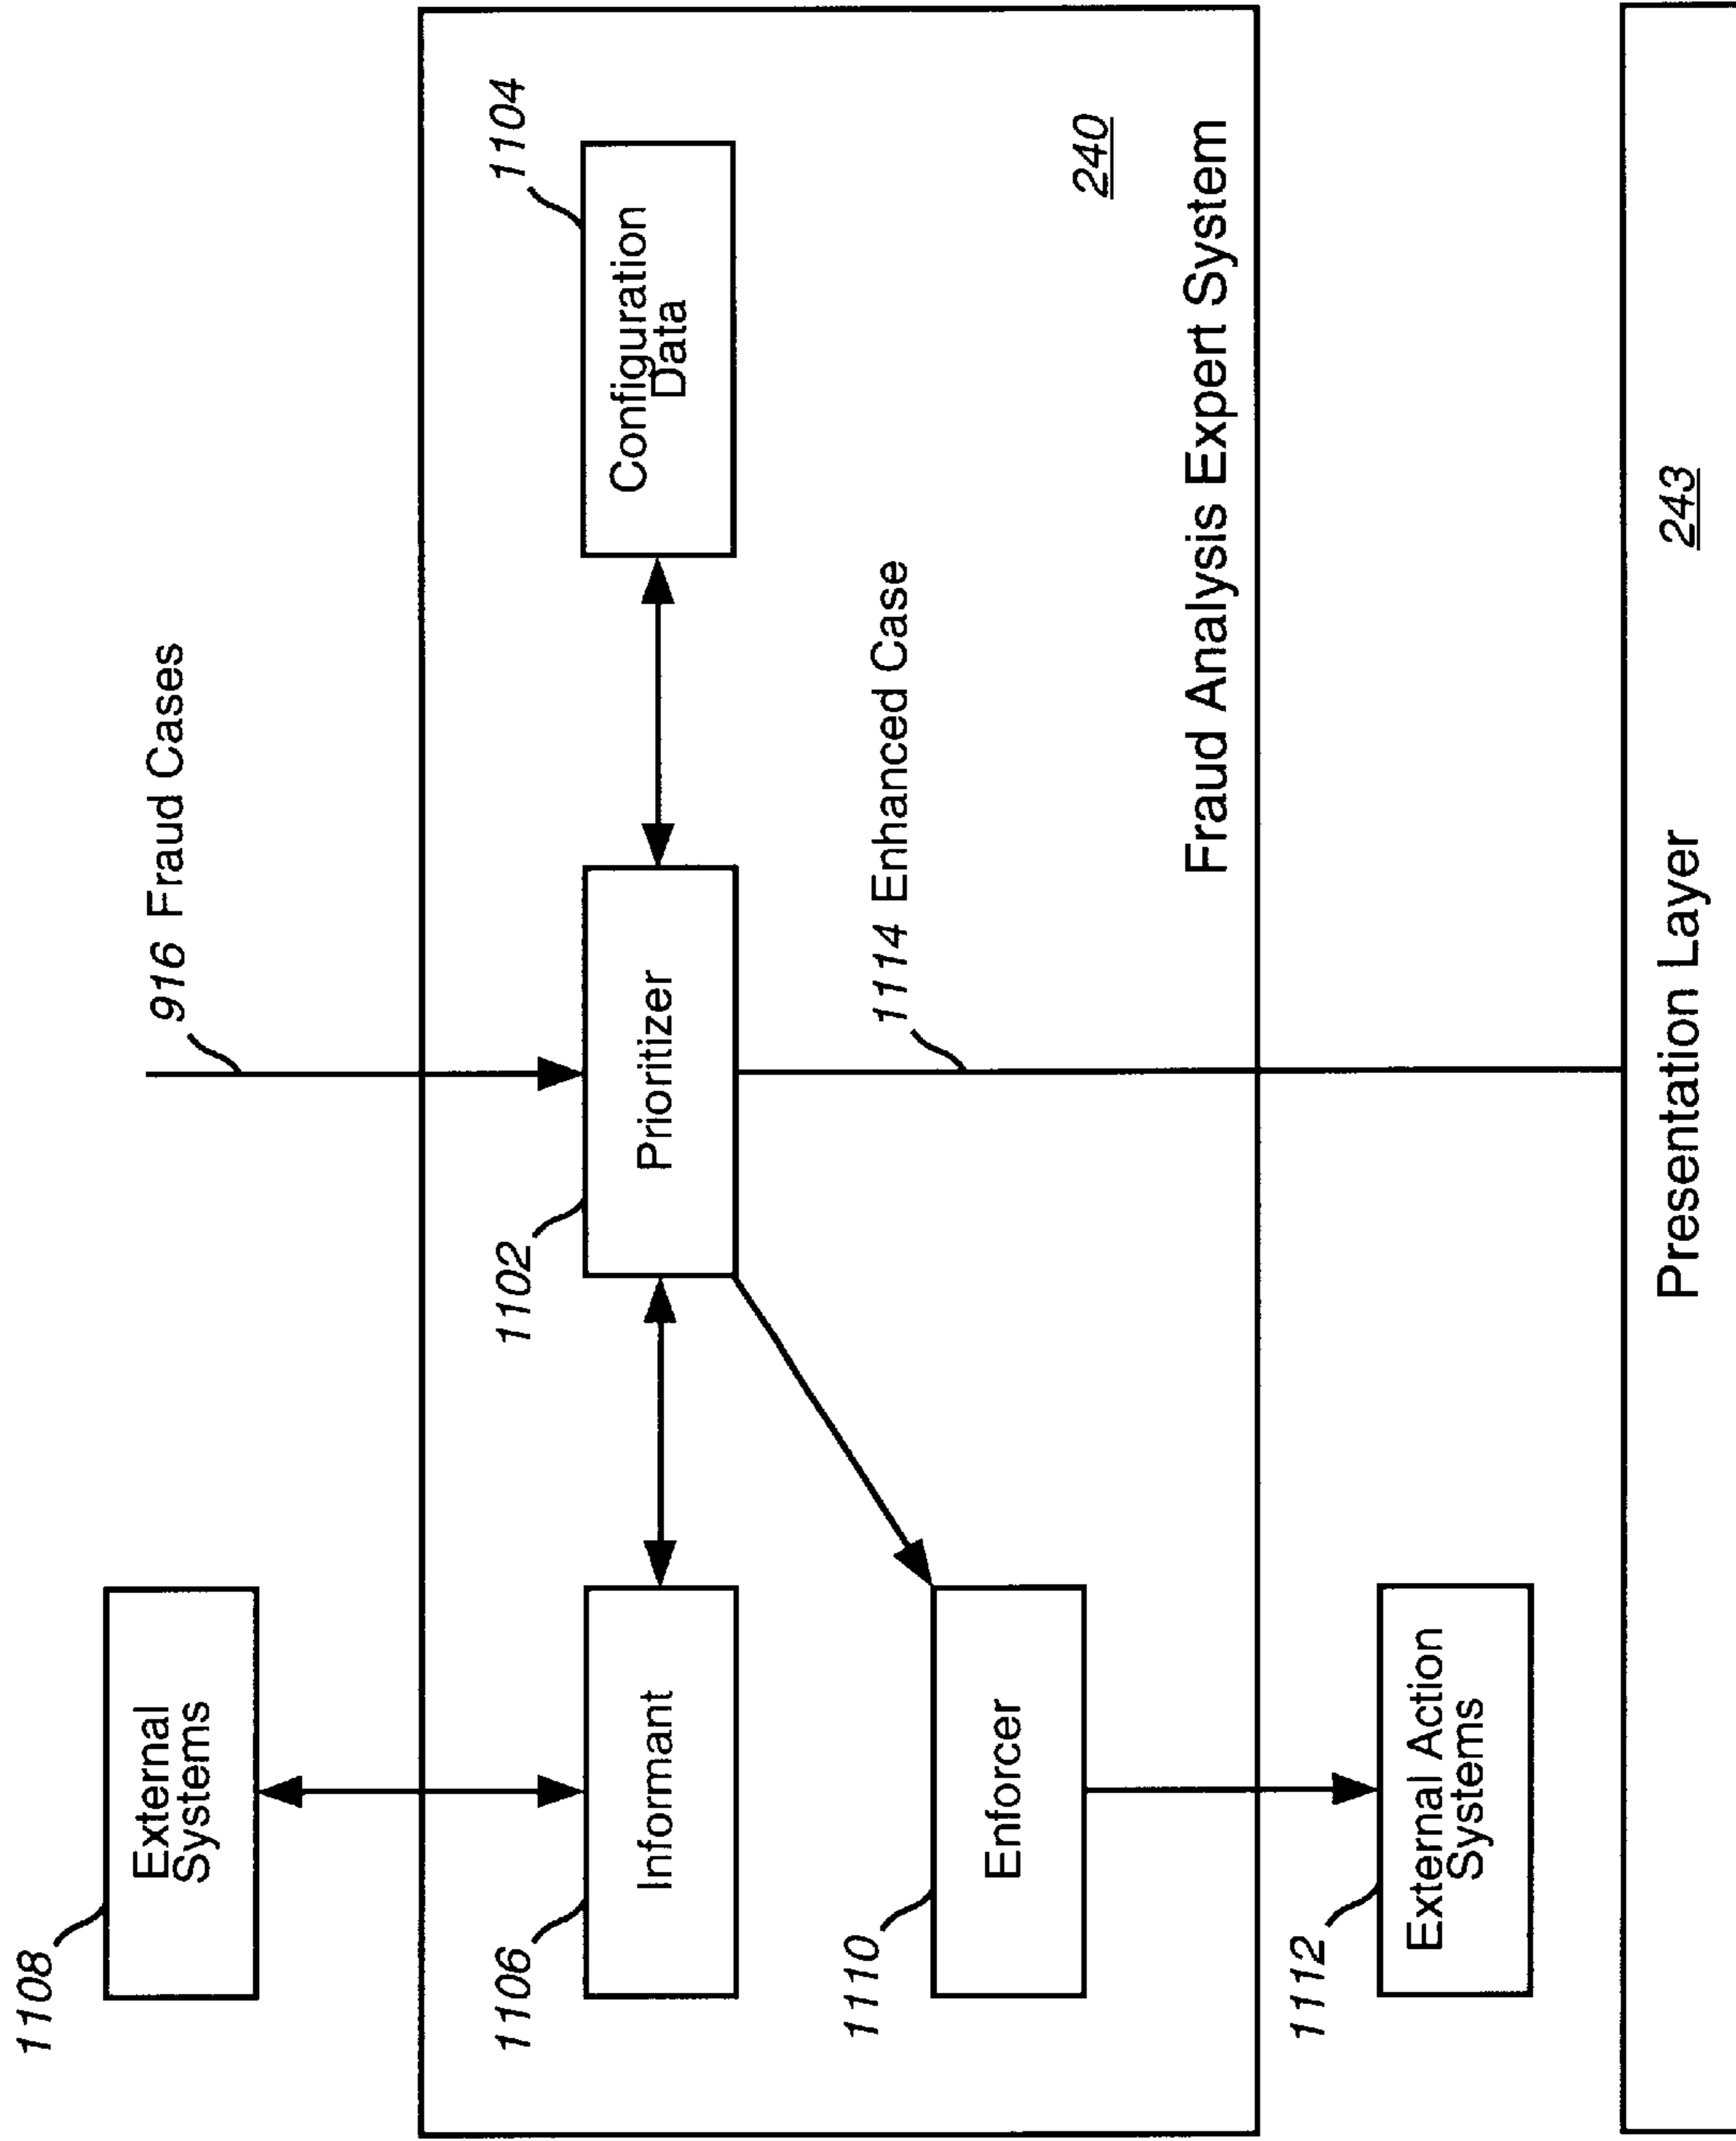 916 Fraud Cases
1108
External
Systems
1102
Prioritizer
1104
Configuration
Data
1106
Informant
1110
Enforcer
1114 Enhanced Case
240
Fraud Analysis Expert System
1112
External Action
Systems
Presentation Layer
243